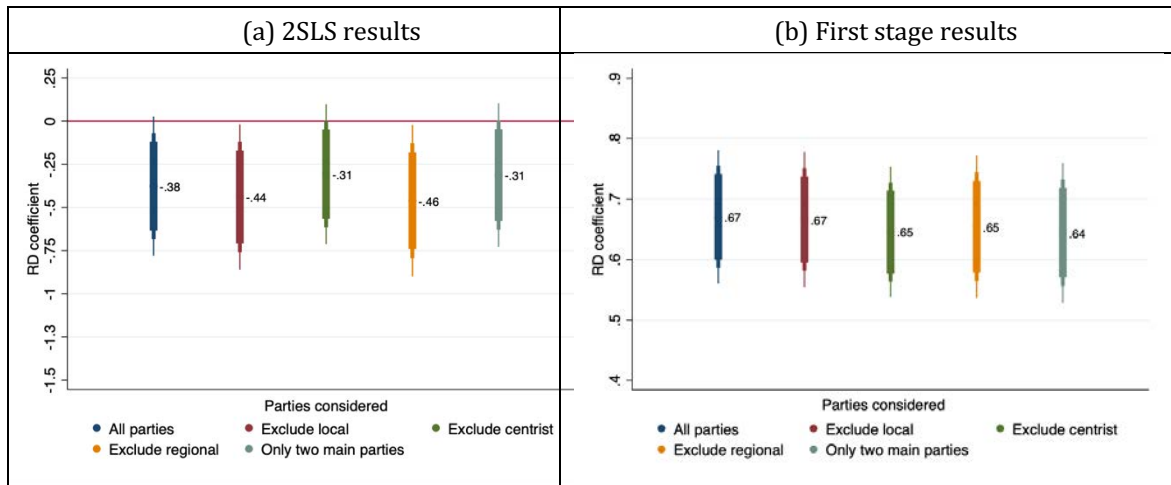 (a) 2SLS results
(b) First stage results
RD coefficient
.25
0
-.25
-.5
-.75
-1
-1.3
-1.5
-.38
-.44
-.31
-.46
-.31
Parties considered
All parties
Exclude local
Exclude centrist
Exclude regional
Only two main parties
RD coefficient
.9
.8
.7
.6
.5
.4
.67
.67
.65
.65
.64
Parties considered
All parties
Exclude local
Exclude centrist
Exclude regional
Only two main parties